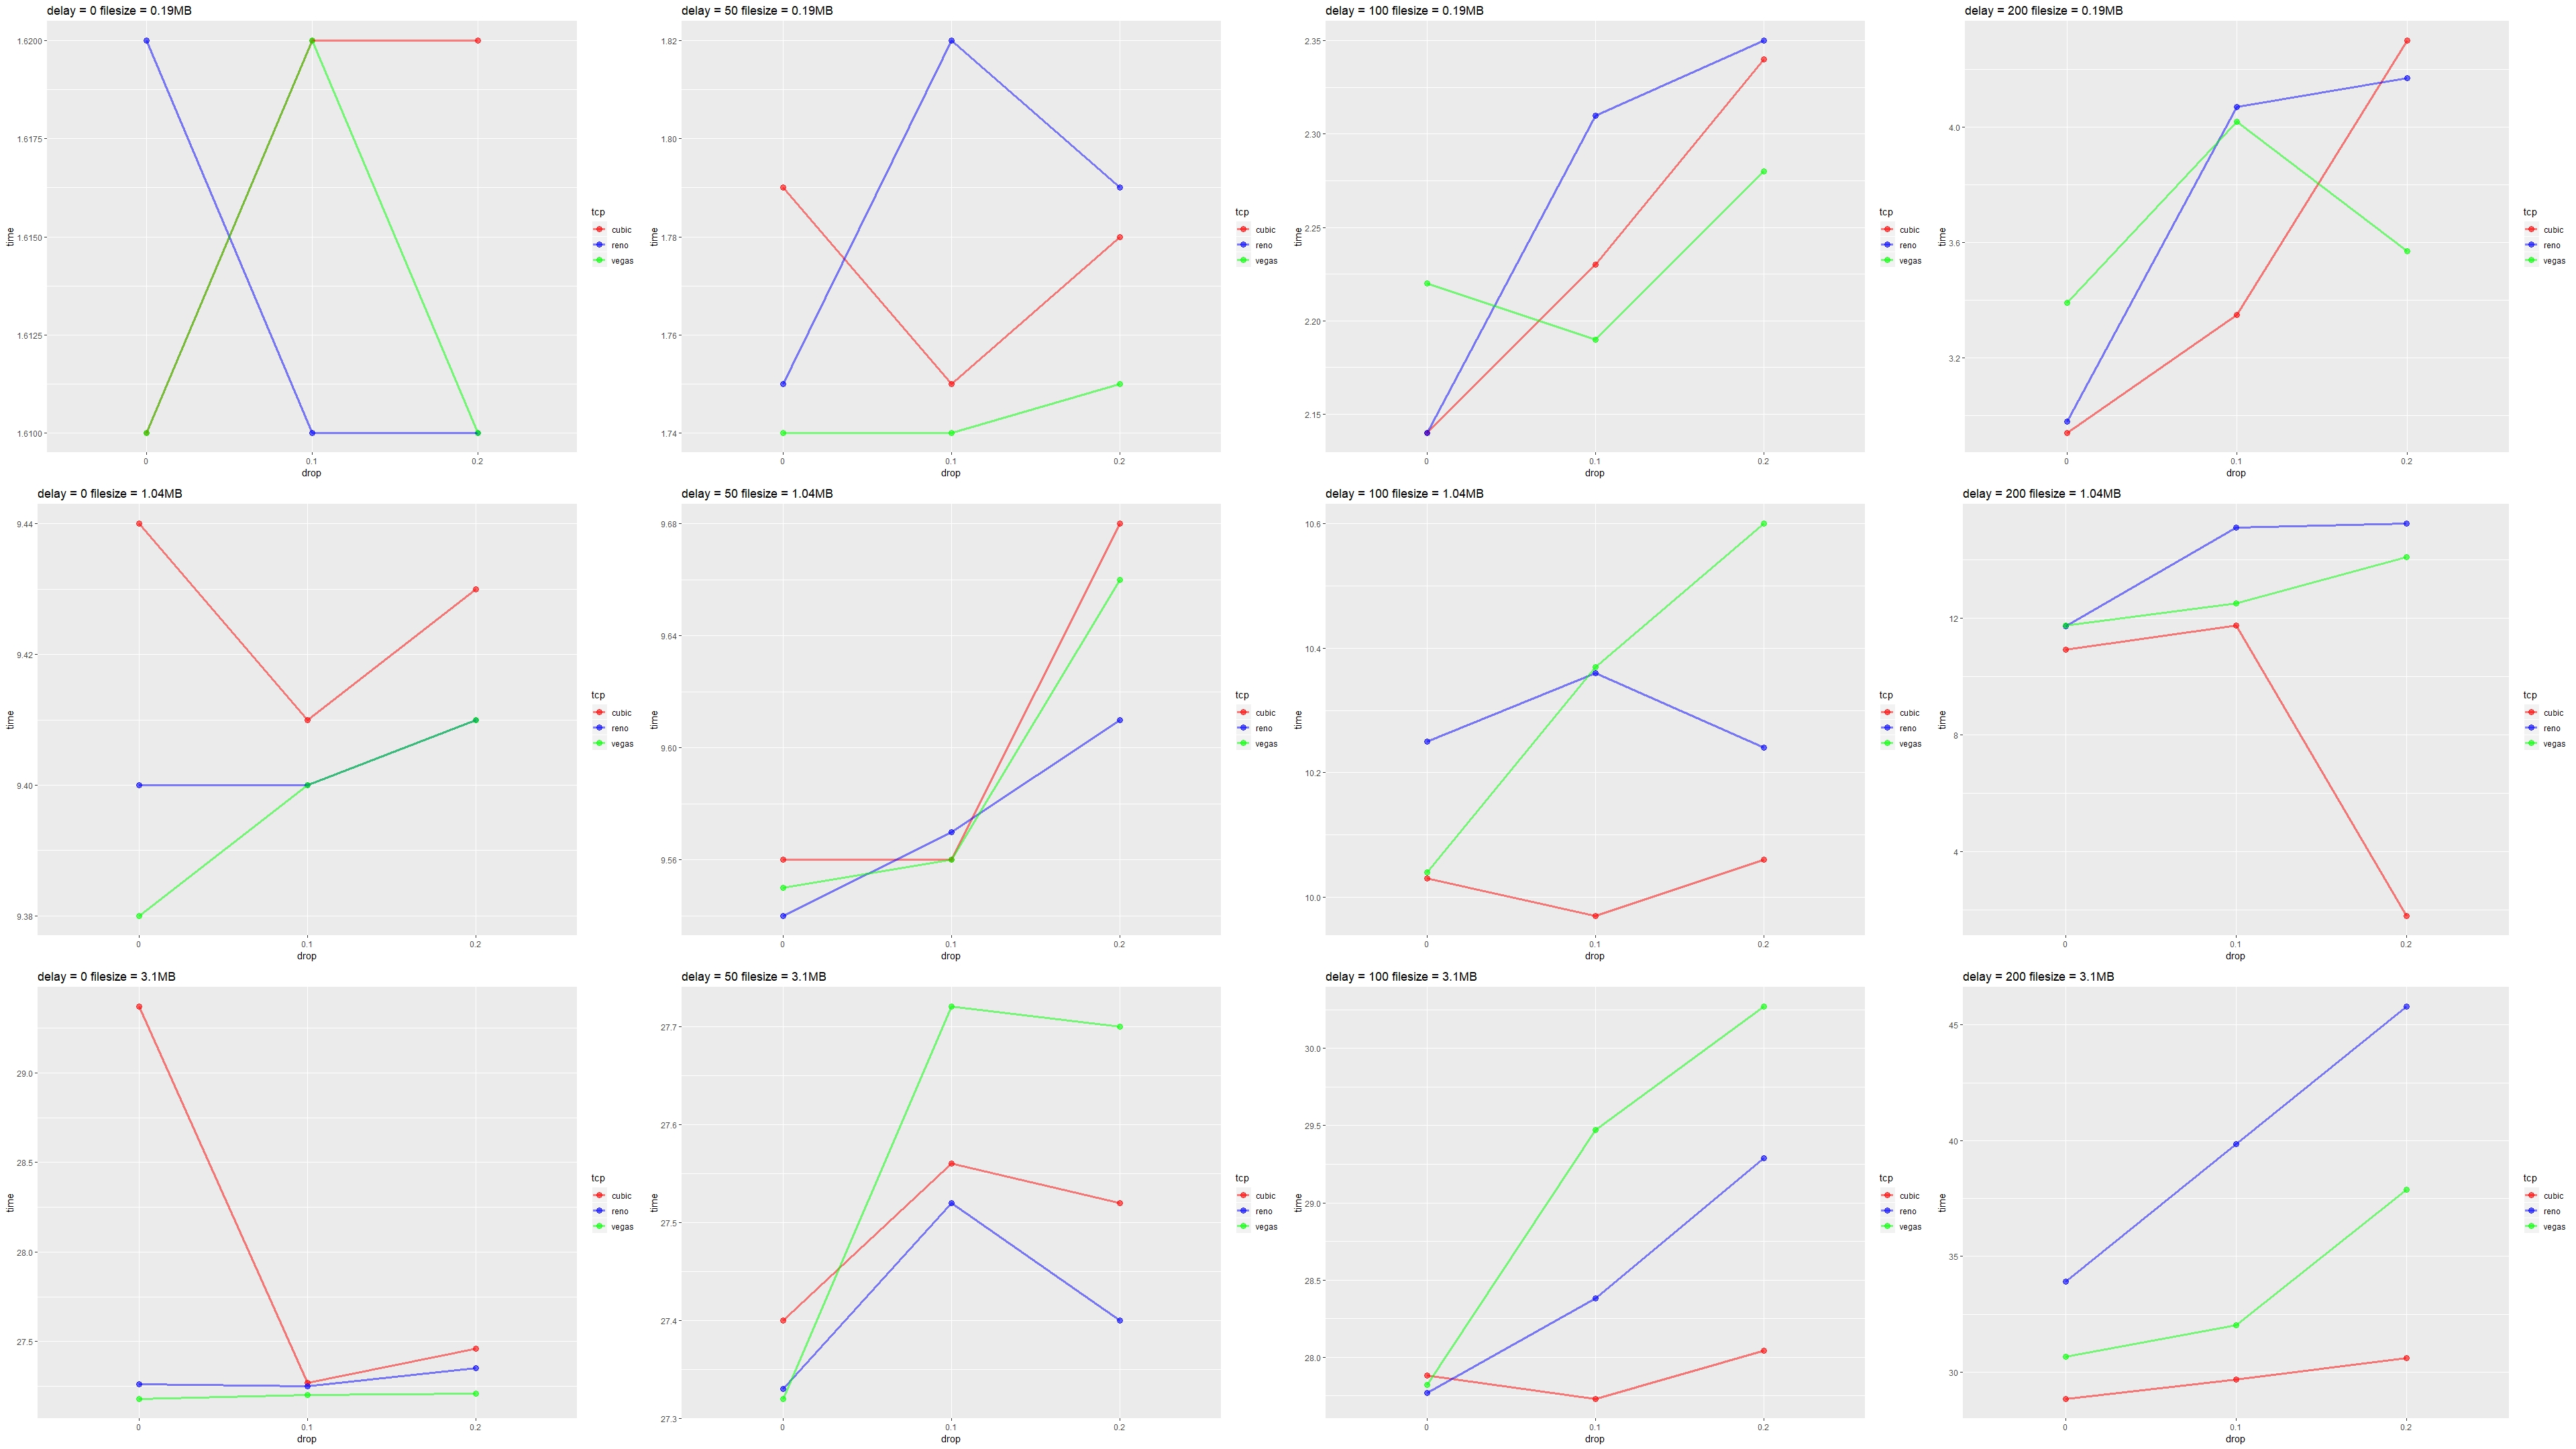 delay = 0 filesize = 0.19MB
time
1.6200
1.6175
1.6150
1.6125
1.6100
0
0.1
0.2
drop
tcp
cubic
reno
vegas
delay = 50 filesize = 0.19MB
time
1.82
1.80
1.78
1.76
1.74
0
0.1
0.2
drop
tcp
cubic
reno
vegas
delay = 100 filesize = 0.19MB
time
2.35
2.30
2.25
2.20
2.15
0
0.1
0.2
drop
tcp
cubic
reno
vegas
delay = 200 filesize = 0.19MB
time
4.0
3.6
3.2
0
0.1
0.2
drop
tcp
cubic
reno
vegas
delay = 0 filesize = 1.04MB
time
9.44
9.42
9.40
9.38
0
0.1
0.2
drop
tcp
cubic
reno
vegas
delay = 50 filesize = 1.04MB
time
9.68
9.64
9.60
9.56
0
0.1
0.2
drop
tcp
cubic
reno
vegas
delay = 100 filesize = 1.04MB
time
10.6
10.4
10.2
10.0
0
0.1
0.2
drop
tcp
cubic
reno
vegas
delay = 200 filesize = 1.04MB
time
12
8
4
0
0.1
0.2
drop
tcp
cubic
reno
vegas
delay = 0 filesize = 3.1MB
time
29.0
28.5
28.0
27.5
0
0.1
0.2
drop
tcp
cubic
reno
vegas
delay = 50 filesize = 3.1MB
time
27.7
27.6
27.5
27.4
27.3
0
0.1
0.2
drop
tcp
cubic
reno
vegas
delay = 100 filesize = 3.1MB
time
30.0
29.5
29.0
28.5
28.0
0
0.1
0.2
drop
tcp
cubic
reno
vegas
delay = 200 filesize = 3.1MB
time
45
40
35
30
0
0.1
0.2
drop
tcp
cubic
reno
vegas